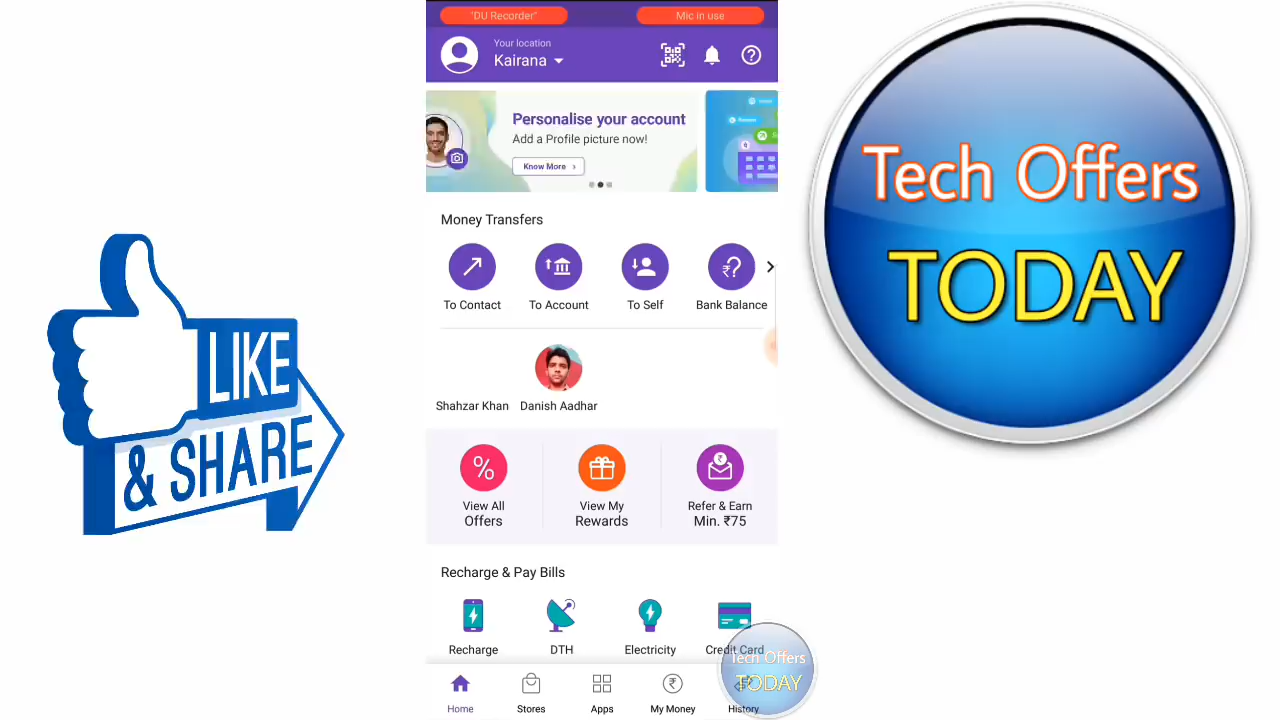 "DU Recorder"
Mic in use
Your location
Kairana
Personalise your account
Add a Profile picture now!
Know More
Money Transfers
To Contact
To Account
To Self
Bank Balance
Shahzar Khan
Danish Aadhar
View All
Offers
View My
Rewards
Refer & Earn
Min. ₹75
Recharge & Pay Bills
Recharge
DTH
Electricity
Credit Card
Home
Stores
Apps
My Money
History
LIKE
& SHARE
Tech Offers
TODAY
Tech Offers
TODAY